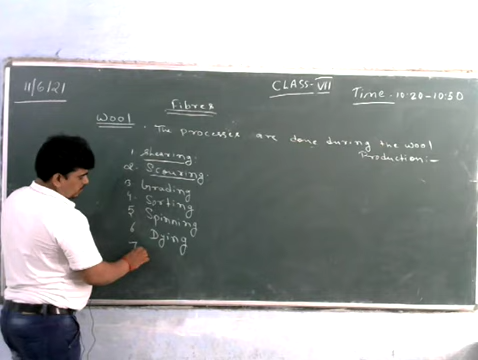 11/6/21
CLASS-VII
Time- 10:20-10:50
Fibres
Wool. The processes are done during the wool
Production:-
1 Shearing.
2. Scouring.
3 Grading
4. Sorting
5 Spinning
6 Dying
7